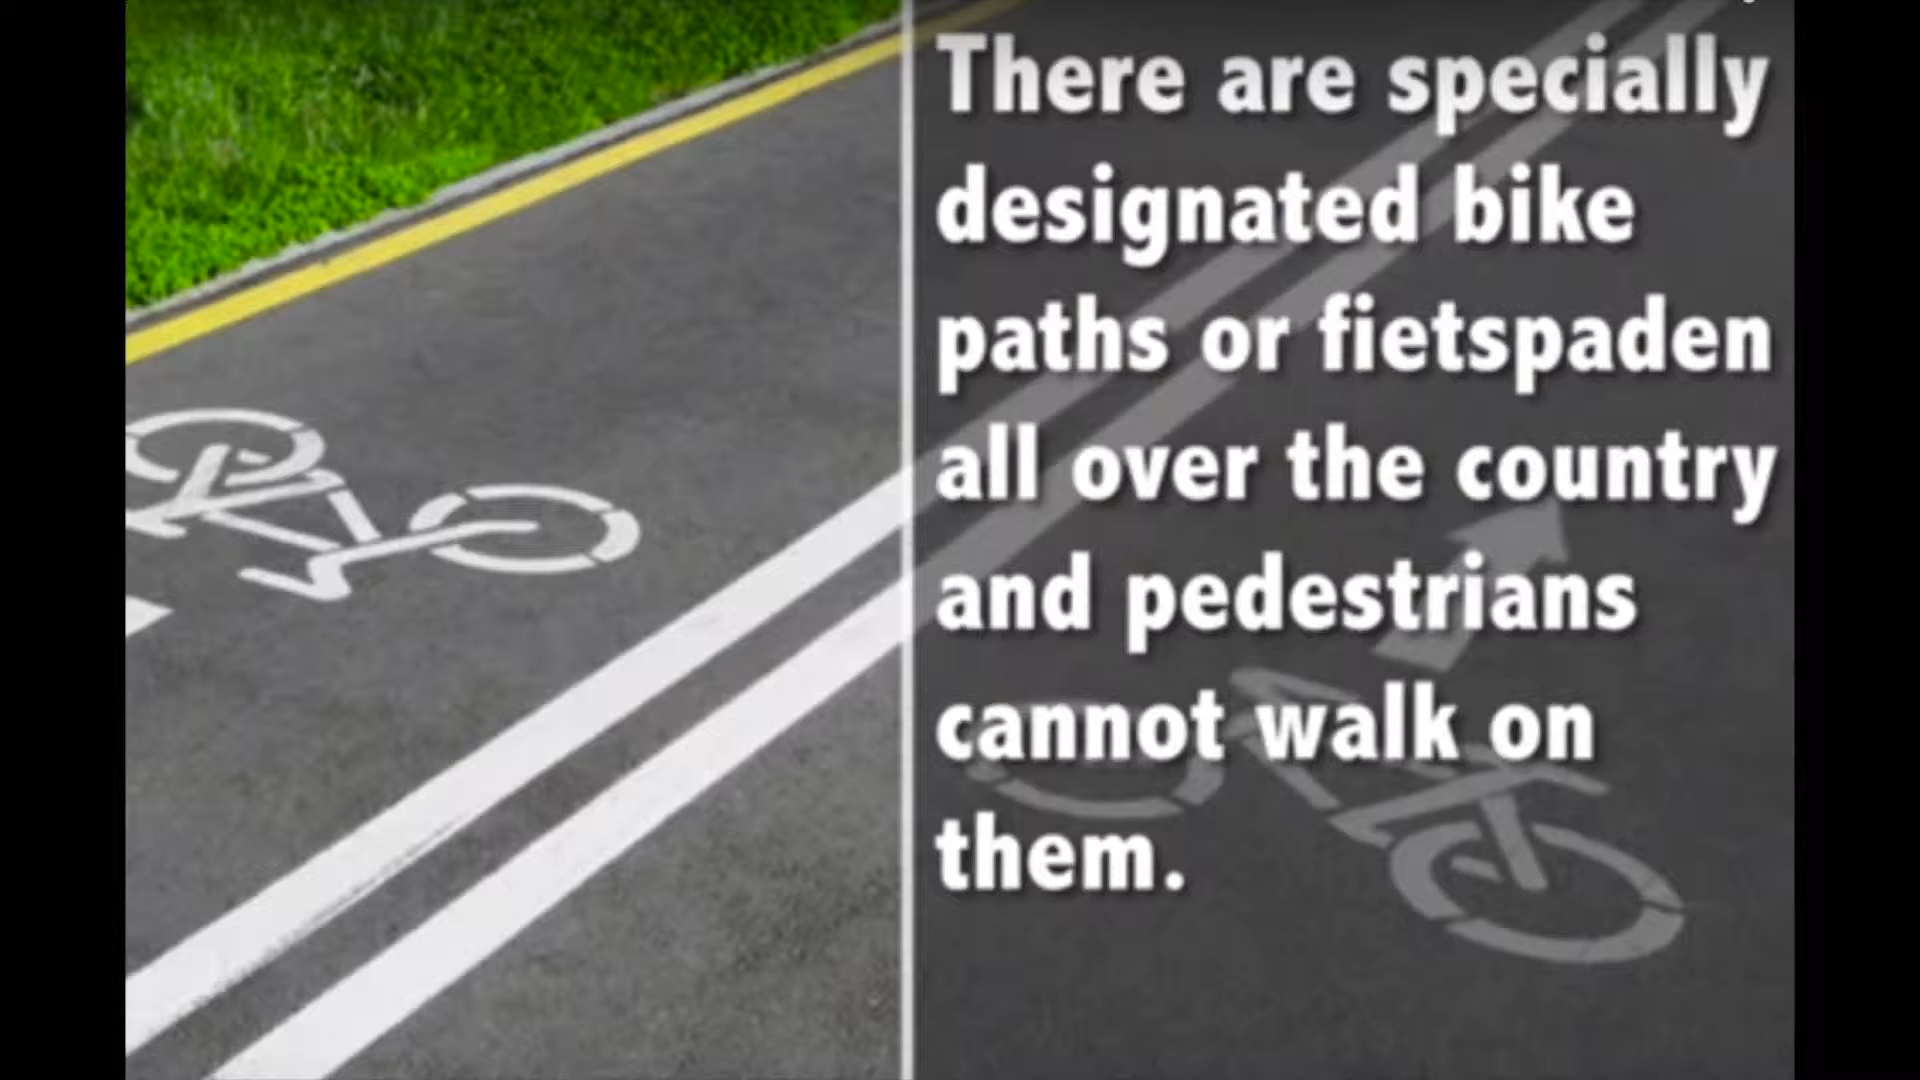 There are specially
designated bike
paths or fietspaden
all over the country
and pedestrians
cannot walk on
them.